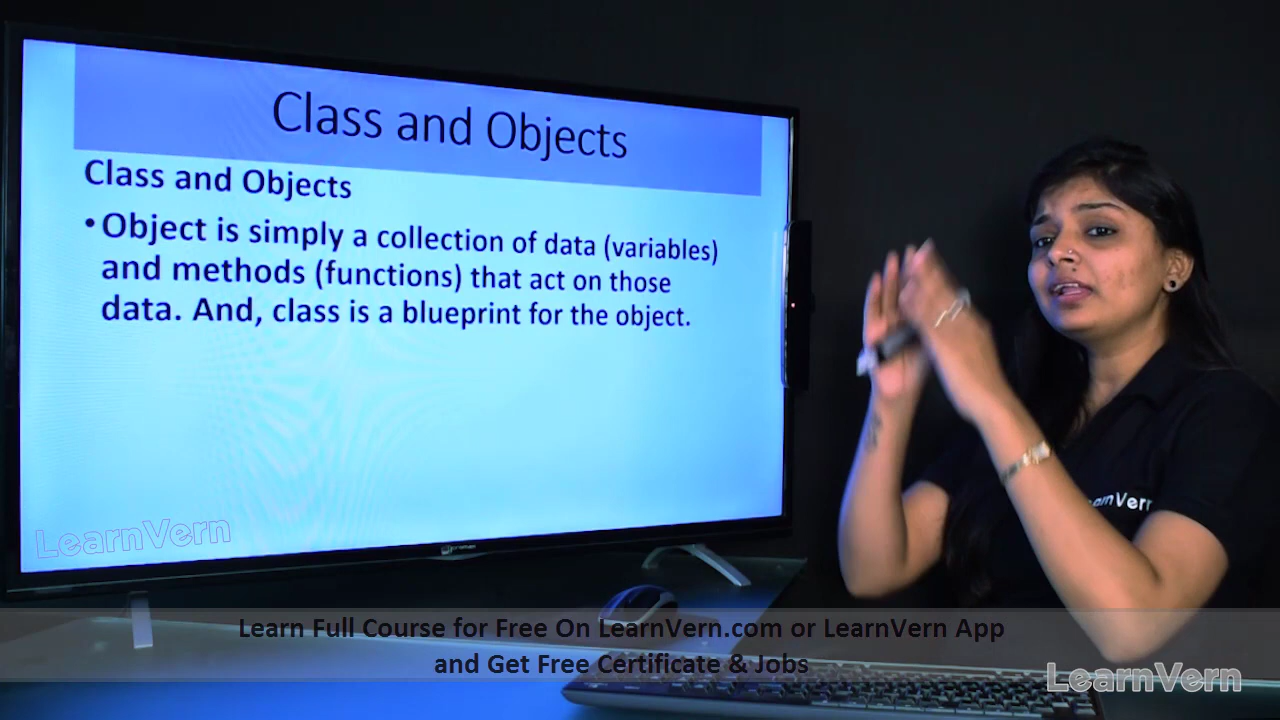 Class and Objects
Class and Objects
•Object is simply a collection of data (variables)
and methods (functions) that act on those
data. And, class is a blueprint for the object.
LearnVern
LearnVern
Learn Full Course for Free On LearnVern.com or LearnVern App
and Get Free Certificate & Jobs
LearnVern